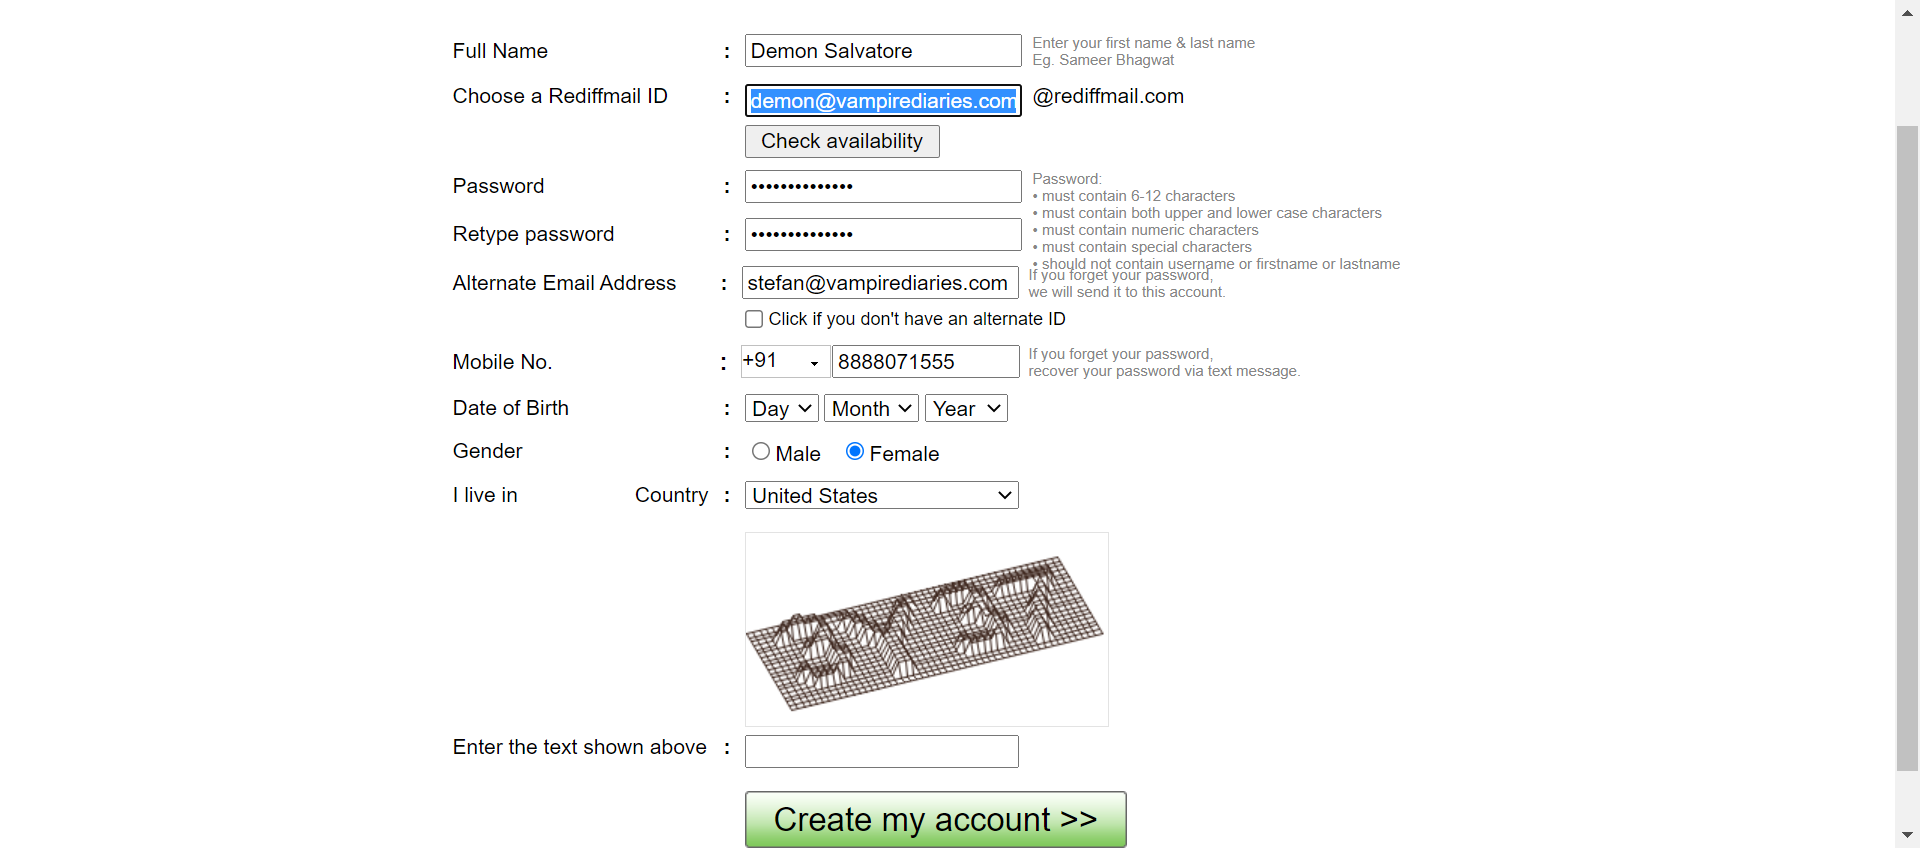 Full Name : Demon Salvatore Enter your first name & last name
Eg. Sameer Bhagwat
Choose a Rediffmail ID : demon@vampirediaries.com @rediffmail.com
Check availability
Password : •••••••••••••• Password:
• must contain 6-12 characters
• must contain both upper and lower case characters
Retype password : •••••••••••••• • must contain numeric characters
• must contain special characters
• should not contain username or firstname or lastname
Alternate Email Address : stefan@vampirediaries.com If you forget your password,
we will send it to this account.
Click if you don't have an alternate ID
Mobile No. : +91 8888071555 If you forget your password,
recover your password via text message.
Date of Birth : Day Month Year
Gender : Male Female
I live in Country : United States
Enter the text shown above :
Create my account >>